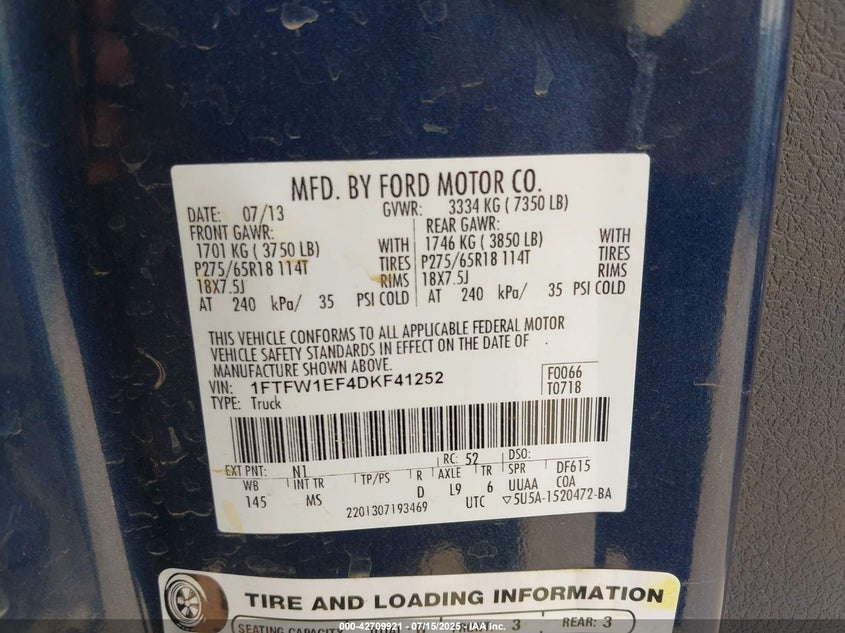 MFD. BY FORD MOTOR CO.
DATE: 07/13 GVWR: 3334 KG ( 7350 LB)
FRONT GAWR: REAR GAWR:
1701 KG ( 3750 LB) WITH 1746 KG ( 3850 LB) WITH
P275/65R18 114T TIRES P275/65R18 114T TIRES
18X7.5J RIMS 18X7.5J RIMS
AT 240 kPa/ 35 PSI COLD AT 240 kPa/ 35 PSI COLD
THIS VEHICLE CONFORMS TO ALL APPLICABLE FEDERAL MOTOR
VEHICLE SAFETY STANDARDS IN EFFECT ON THE DATE OF
MANUFACTURE SHOWN ABOVE.
VIN: 1FTFW1EF4DKF41252 F0066
TYPE: Truck T0718
EXT PNT: N1 RC: 52 DSO:
WB INT TR TP/PS R AXLE TR SPR DF615
145 MS D L9 6 UUAA COA
2201307193469 UTC ▽5U5A-1520472-BA
TIRE AND LOADING INFORMATION
SEATING CAPACITY 3 REAR: 3
000-42709921 - 07/15/2025 - IAA Inc.